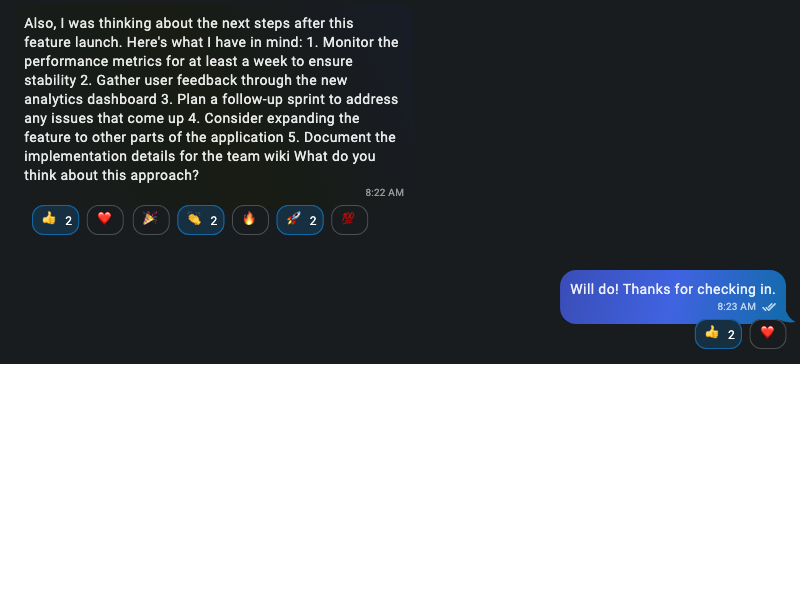 Also, I was thinking about the next steps after this
feature launch. Here's what I have in mind: 1. Monitor the
performance metrics for at least a week to ensure
stability 2. Gather user feedback through the new
analytics dashboard 3. Plan a follow-up sprint to address
any issues that come up 4. Consider expanding the
feature to other parts of the application 5. Document the
implementation details for the team wiki What do you
think about this approach?
8:22 AM
👍 2 ❤️ 🎉 👏 2 🔥 🚀 2 💯
Will do! Thanks for checking in.
8:23 AM
👍 2 ❤️